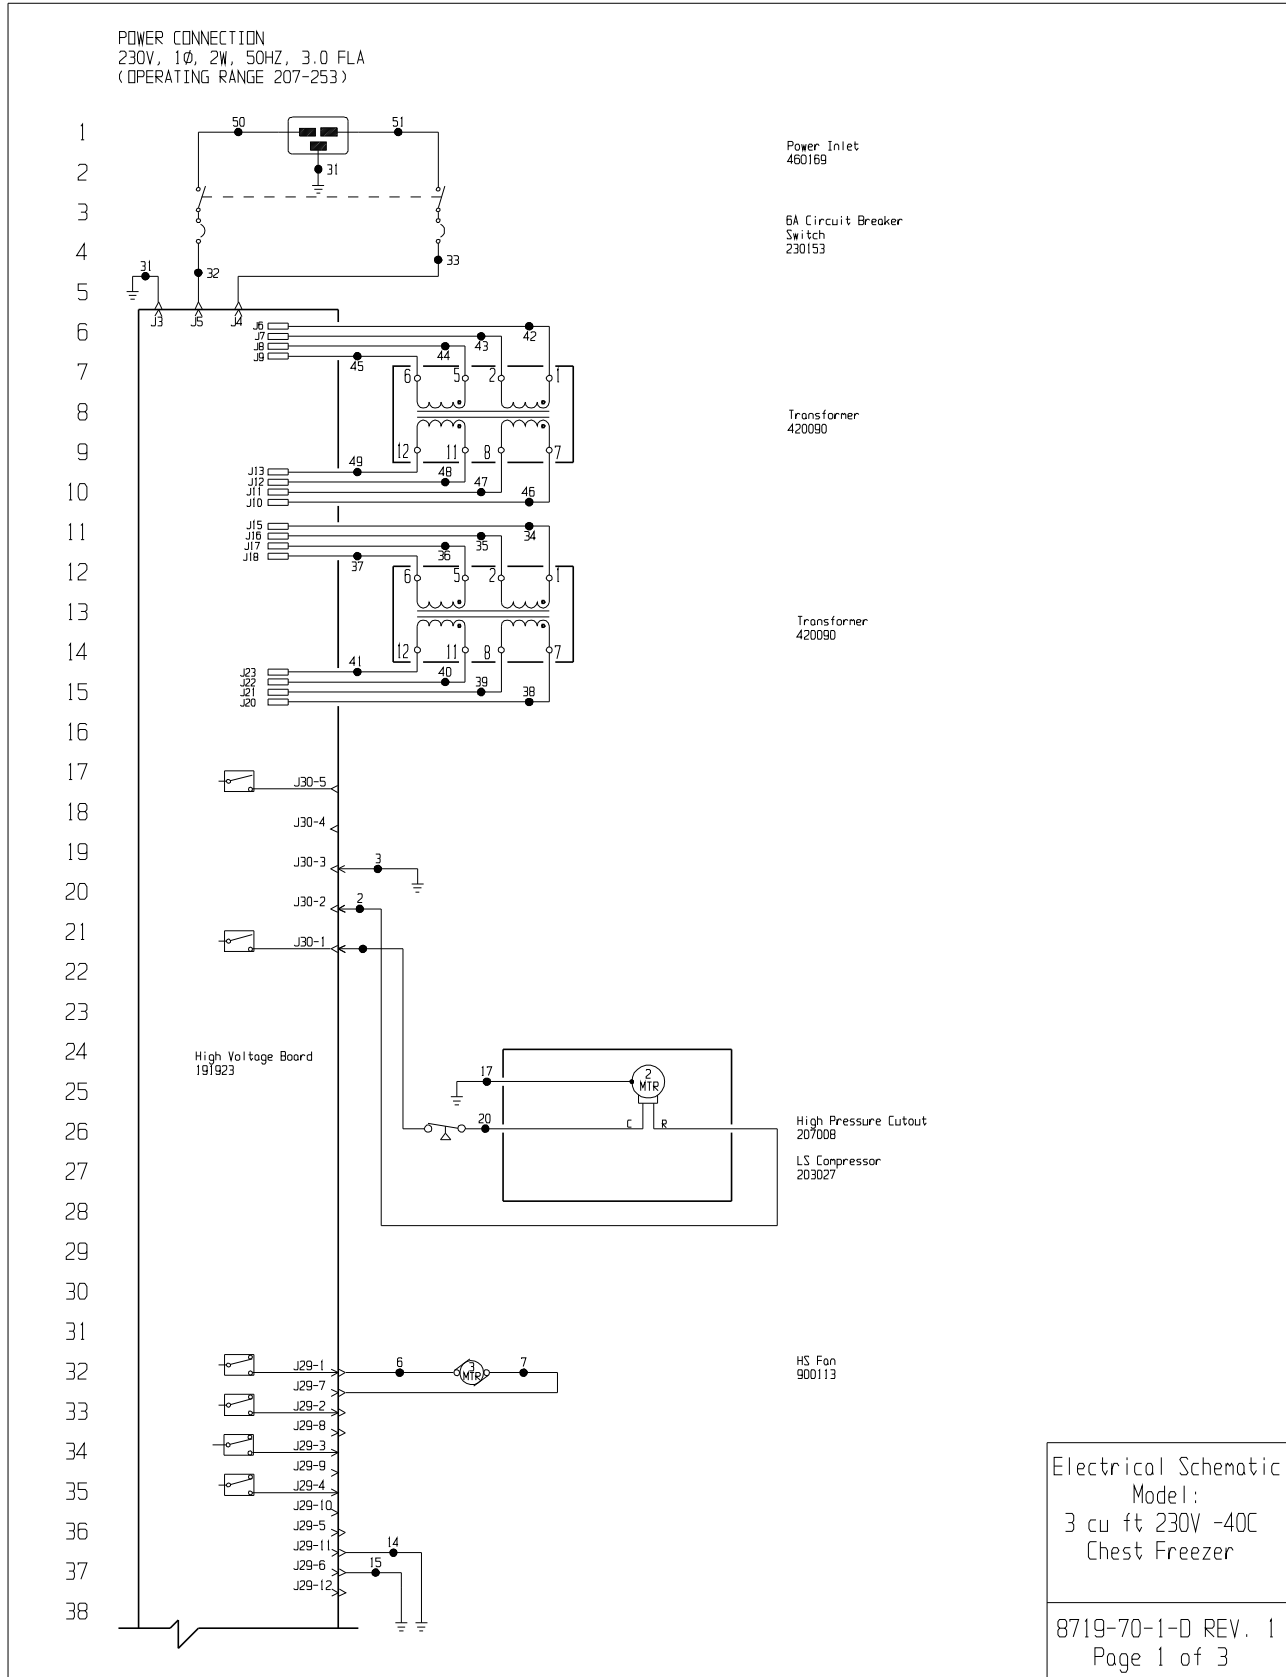 POWER CONNECTION
230V, 1Ø, 2W, 50HZ, 3.0 FLA
(OPERATING RANGE 207-253)
1
50
51
Power Inlet
460169
2
31
3
6A Circuit Breaker
Switch
230153
4
31
32
33
5
J3
J5
J4
6
J6
J7
J8
J9
42
43
44
45
7
6
5
2
1
8
Transformer
420090
9
12
11
8
7
J13
J12
J11
J10
49
48
47
46
10
11
J15
J16
J17
J18
34
35
36
37
12
6
5
2
1
13
Transformer
420090
14
12
11
8
7
J23
J22
J21
J20
41
40
39
38
15
16
17
J30-5
18
J30-4
19
J30-3
3
20
J30-2
2
21
J30-1
22
23
24
High Voltage Board
191923
25
17
2
MTR
26
20
C
R
High Pressure Cutout
207008
27
LS Compressor
203027
28
29
30
31
32
J29-1
6
3
MTR
7
HS Fan
900113
J29-7
33
J29-2
J29-8
34
J29-3
J29-9
35
J29-4
J29-10
36
J29-5
J29-11
14
37
J29-6
15
J29-12
38
Electrical Schematic
Model:
3 cu ft 230V -40C
Chest Freezer
8719-70-1-D REV. 1
Page 1 of 3